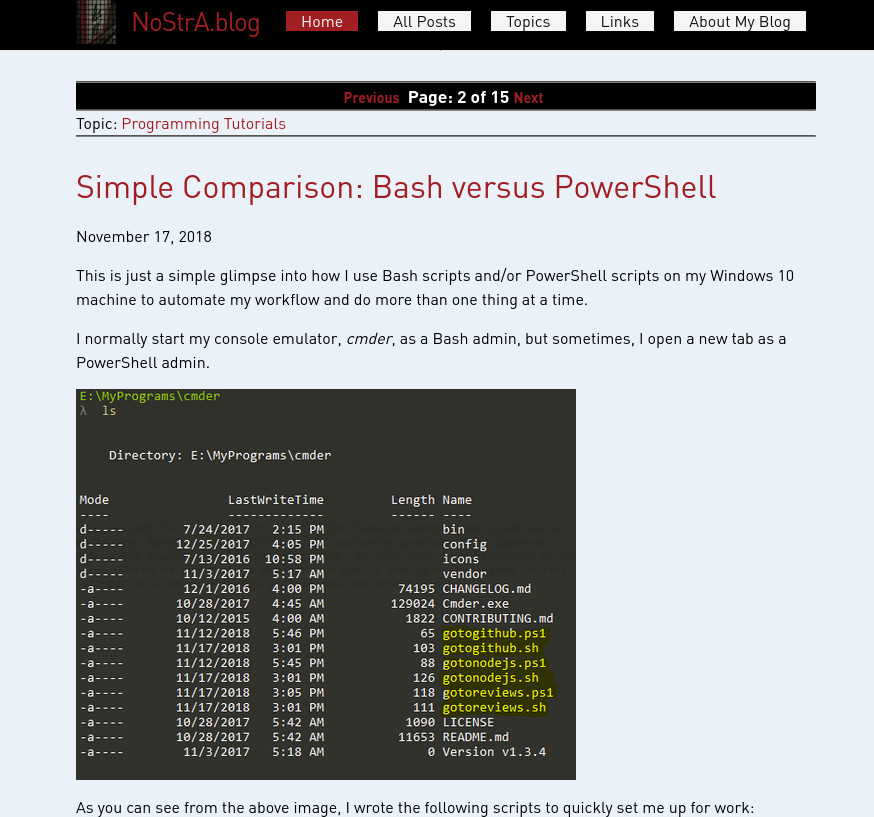 NoStrA.blog Home All Posts Topics Links About My Blog
Previous Page: 2 of 15 Next
Topic: Programming Tutorials
Simple Comparison: Bash versus PowerShell
November 17, 2018
This is just a simple glimpse into how I use Bash scripts and/or PowerShell scripts on my Windows 10
machine to automate my workflow and do more than one thing at a time.
I normally start my console emulator, cmder, as a Bash admin, but sometimes, I open a new tab as a
PowerShell admin.
E:\MyPrograms\cmder
λ ls
Directory: E:\MyPrograms\cmder
Mode LastWriteTime Length Name
---- ------------- ------ ----
d----- 7/24/2017 2:15 PM bin
d----- 12/25/2017 4:05 PM config
d----- 7/13/2016 10:58 PM icons
d----- 11/3/2017 5:17 AM vendor
-a---- 12/1/2016 4:00 PM 74195 CHANGELOG.md
-a---- 10/28/2017 4:45 AM 129024 Cmder.exe
-a---- 10/12/2015 4:00 AM 1822 CONTRIBUTING.md
-a---- 11/12/2018 5:46 PM 65 gotogithub.ps1
-a---- 11/17/2018 3:01 PM 103 gotogithub.sh
-a---- 11/12/2018 5:45 PM 88 gotonodejs.ps1
-a---- 11/17/2018 3:01 PM 126 gotonodejs.sh
-a---- 11/17/2018 3:05 PM 118 gotoreviews.ps1
-a---- 11/17/2018 3:01 PM 111 gotoreviews.sh
-a---- 10/28/2017 5:42 AM 1090 LICENSE
-a---- 10/28/2017 5:42 AM 11653 README.md
-a---- 11/3/2017 5:18 AM 0 Version v1.3.4
As you can see from the above image, I wrote the following scripts to quickly set me up for work: